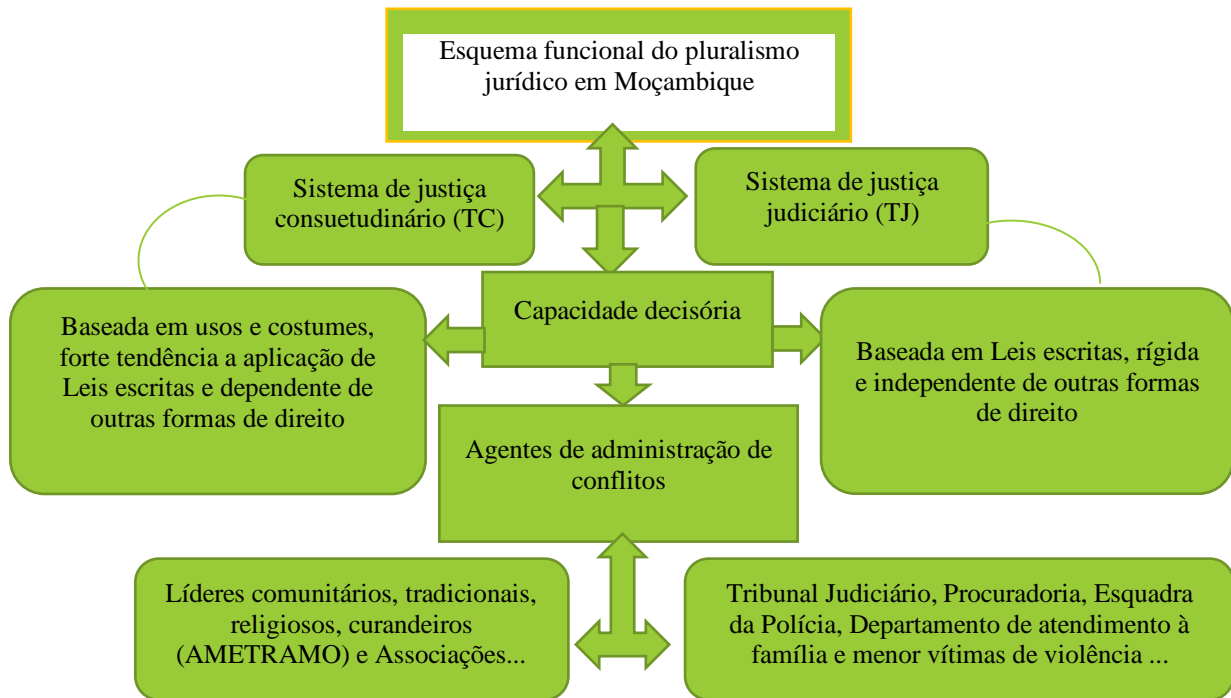 Esquema funcional do pluralismo
jurídico em Moçambique
Sistema de justiça
consuetudinário (TC)
Sistema de justiça
judiciário (TJ)
Capacidade decisória
Baseada em usos e costumes,
forte tendência a aplicação de
Leis escritas e dependente de
outras formas de direito
Baseada em Leis escritas, rígida
e independente de outras formas
de direito
Agentes de administração de
conflitos
Líderes comunitários, tradicionais,
religiosos, curandeiros
(AMETRAMO) e Associações...
Tribunal Judiciário, Procuradoria, Esquadra
da Polícia, Departamento de atendimento à
família e menor vítimas de violência ...